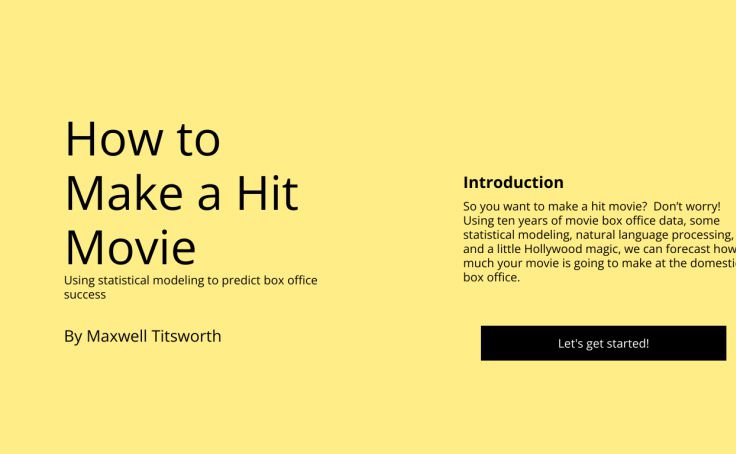 How to
Make a Hit
Movie
Using statistical modeling to predict box office
success
By Maxwell Titsworth
Introduction
So you want to make a hit movie?  Don’t worry!
Using ten years of movie box office data, some
statistical modeling, natural language processing,
and a little Hollywood magic, we can forecast how
much your movie is going to make at the domesti
box office.
Let's get started!